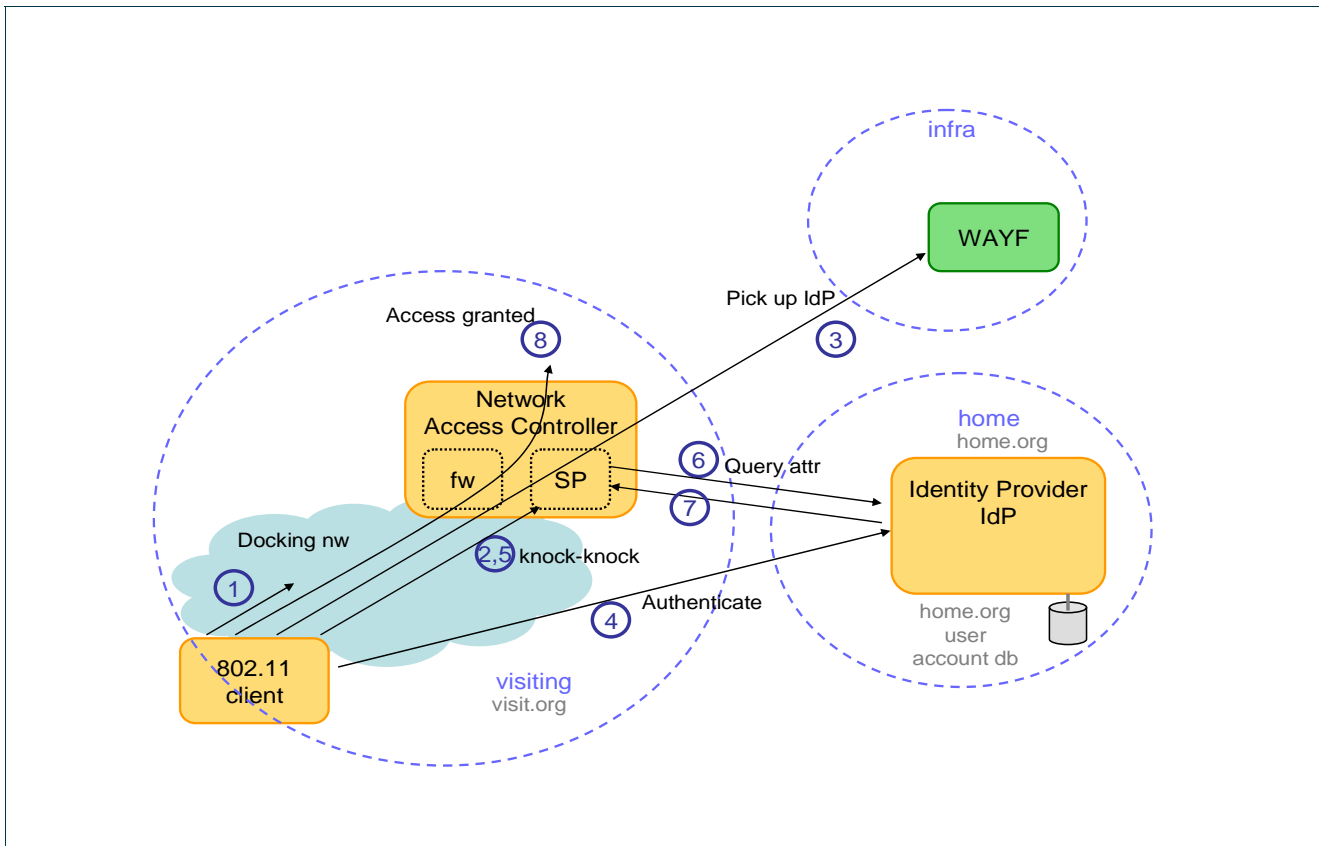 infra
WAYF
Pick up IdP
3
Access granted
8
Network
Access Controller
fw
SP
6
Query attr
7
home
home.org
Identity Provider
IdP
Docking nw
1
2,5
knock-knock
4
Authenticate
home.org
user
account db
802.11
client
visiting
visit.org